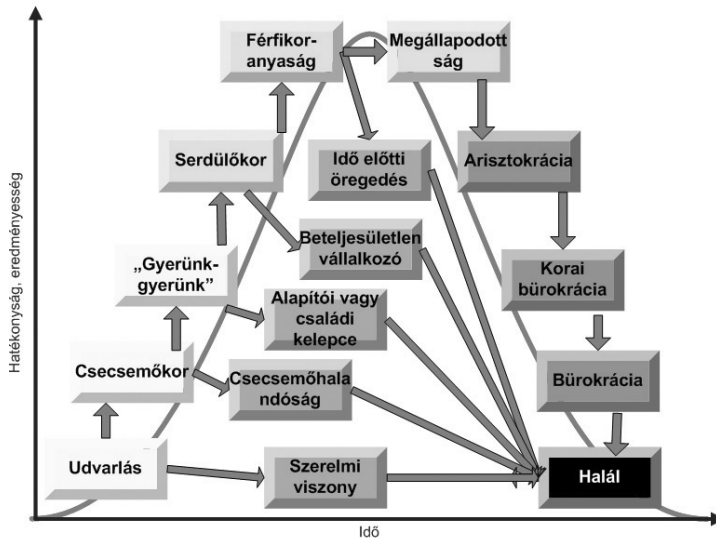 Hatékonyság, eredményesség
Férfikor-
anyaság
Megállapodott
ság
Serdülőkor
Idő előtti
öregedés
Arisztokrácia
„Gyerünk-
gyerünk”
Beteljesületlen
vállalkozó
Korai
bürokrácia
Alapítói vagy
családi
kelepce
Csecsemőkor
Csecsemőhala
ndóság
Bürokrácia
Udvarlás
Szerelmi
viszony
Halál
Idő